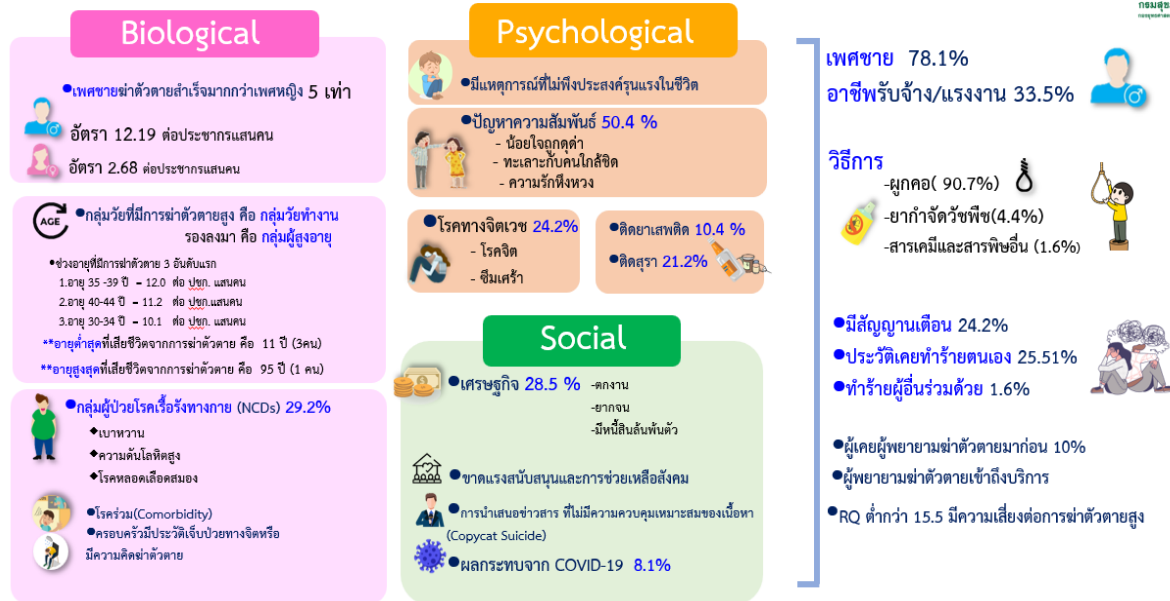 กรมสุข
Biological
•เพศชายฆ่าตัวตายสำเร็จมากกว่าเพศหญิง 5 เท่า
อัตรา 12.19 ต่อประชากรแสนคน
อัตรา 2.68 ต่อประชากรแสนคน
AGE
•กลุ่มวัยที่มีการฆ่าตัวตายสูง คือ กลุ่มวัยทำงาน
รองลงมา คือ กลุ่มผู้สูงอายุ
•ช่วงอายุที่มีการฆ่าตัวตาย 3 อันดับแรก
1.อายุ 35 -39 ปี – 12.0 ต่อ ปชก. แสนคน
2.อายุ 40-44 ปี – 11.2 ต่อ ปชก. แสนคน
3.อายุ 30-34 ปี – 10.1 ต่อ ปชก. แสนคน
**อายุต่ำสุดที่เสียชีวิตจากการฆ่าตัวตาย คือ 11 ปี (3คน)
**อายุสูงสุดที่เสียชีวิตจากการฆ่าตัวตาย คือ 95 ปี (1 คน)
•กลุ่มผู้ป่วยโรคเรื้อรังทางกาย (NCDs) 29.2%
◆เบาหวาน
◆ความดันโลหิตสูง
◆โรคหลอดเลือดสมอง
•โรคร่วม(Comorbidity)
•ครอบครัวมีประวัติเจ็บป่วยทางจิตหรือ
มีความคิดฆ่าตัวตาย
Psychological
•มีเหตุการณ์ที่ไม่พึงประสงค์รุนแรงในชีวิต
•ปัญหาความสัมพันธ์ 50.4 %
- น้อยใจถูกดุด่า
- ทะเลาะกับคนใกล้ชิด
- ความรักหึงหวง
•โรคทางจิตเวช 24.2%
- โรคจิต
- ซึมเศร้า
•ติดยาเสพติด 10.4 %
•ติดสุรา 21.2%
Social
•เศรษฐกิจ 28.5 % -ตกงาน
-ยากจน
-มีหนี้สินล้นพ้นตัว
•ขาดแรงสนับสนุนและการช่วยเหลือสังคม
•การนำเสนอข่าวสาร ที่ไม่มีความควบคุมเหมาะสมของเนื้อหา
(Copycat Suicide)
•ผลกระทบจาก COVID-19 8.1%
เพศชาย 78.1%
อาชีพรับจ้าง/แรงงาน 33.5%
วิธีการ
-ผูกคอ( 90.7%)
-ยากำจัดวัชพืช(4.4%)
-สารเคมีและสารพิษอื่น (1.6%)
•มีสัญญานเตือน 24.2%
•ประวัติเคยทำร้ายตนเอง 25.51%
•ทำร้ายผู้อื่นร่วมด้วย 1.6%
•ผู้เคยผู้พยายามฆ่าตัวตายมาก่อน 10%
•ผู้พยายามฆ่าตัวตายเข้าถึงบริการ
•RQ ต่ำกว่า 15.5 มีความเสี่ยงต่อการฆ่าตัวตายสูง